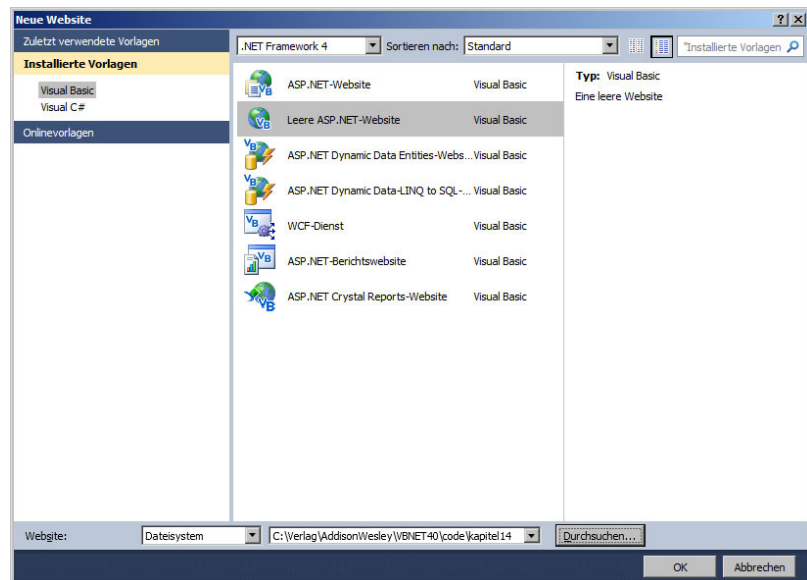 Neue Website
Zuletzt verwendete Vorlagen
Installierte Vorlagen
Visual Basic
Visual C#
Onlinevorlagen
.NET Framework 4 Sortieren nach: Standard "Installierte Vorlagen
ASP.NET-Website Visual Basic
Leere ASP.NET-Website Visual Basic
ASP.NET Dynamic Data Entities-Webs... Visual Basic
ASP.NET Dynamic Data-LINQ to SQL-... Visual Basic
WCF-Dienst Visual Basic
ASP.NET-Berichtswebsite Visual Basic
ASP.NET Crystal Reports-Website Visual Basic
Typ: Visual Basic
Eine leere Website
Website: Dateisystem C:\Verlag\AddisonWesley\VBNET40\code\kapitel14 Durchsuchen...
OK Abbrechen